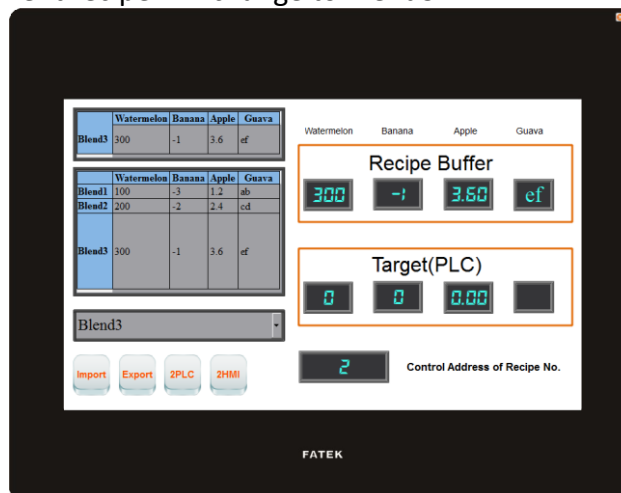 Watermelon Banana Apple Guava
Blend3 300 -1 3.6 ef
Watermelon Banana Apple Guava
Blend1 100 -3 1.2 ab
Blend2 200 -2 2.4 cd
Blend3 300 -1 3.6 ef
Blend3
Import Export 2PLC 2HMI
Watermelon Banana Apple Guava
Recipe Buffer
300 -1 3.60 ef
Target(PLC)
0 0 0.00
2 Control Address of Recipe No.
FATEK